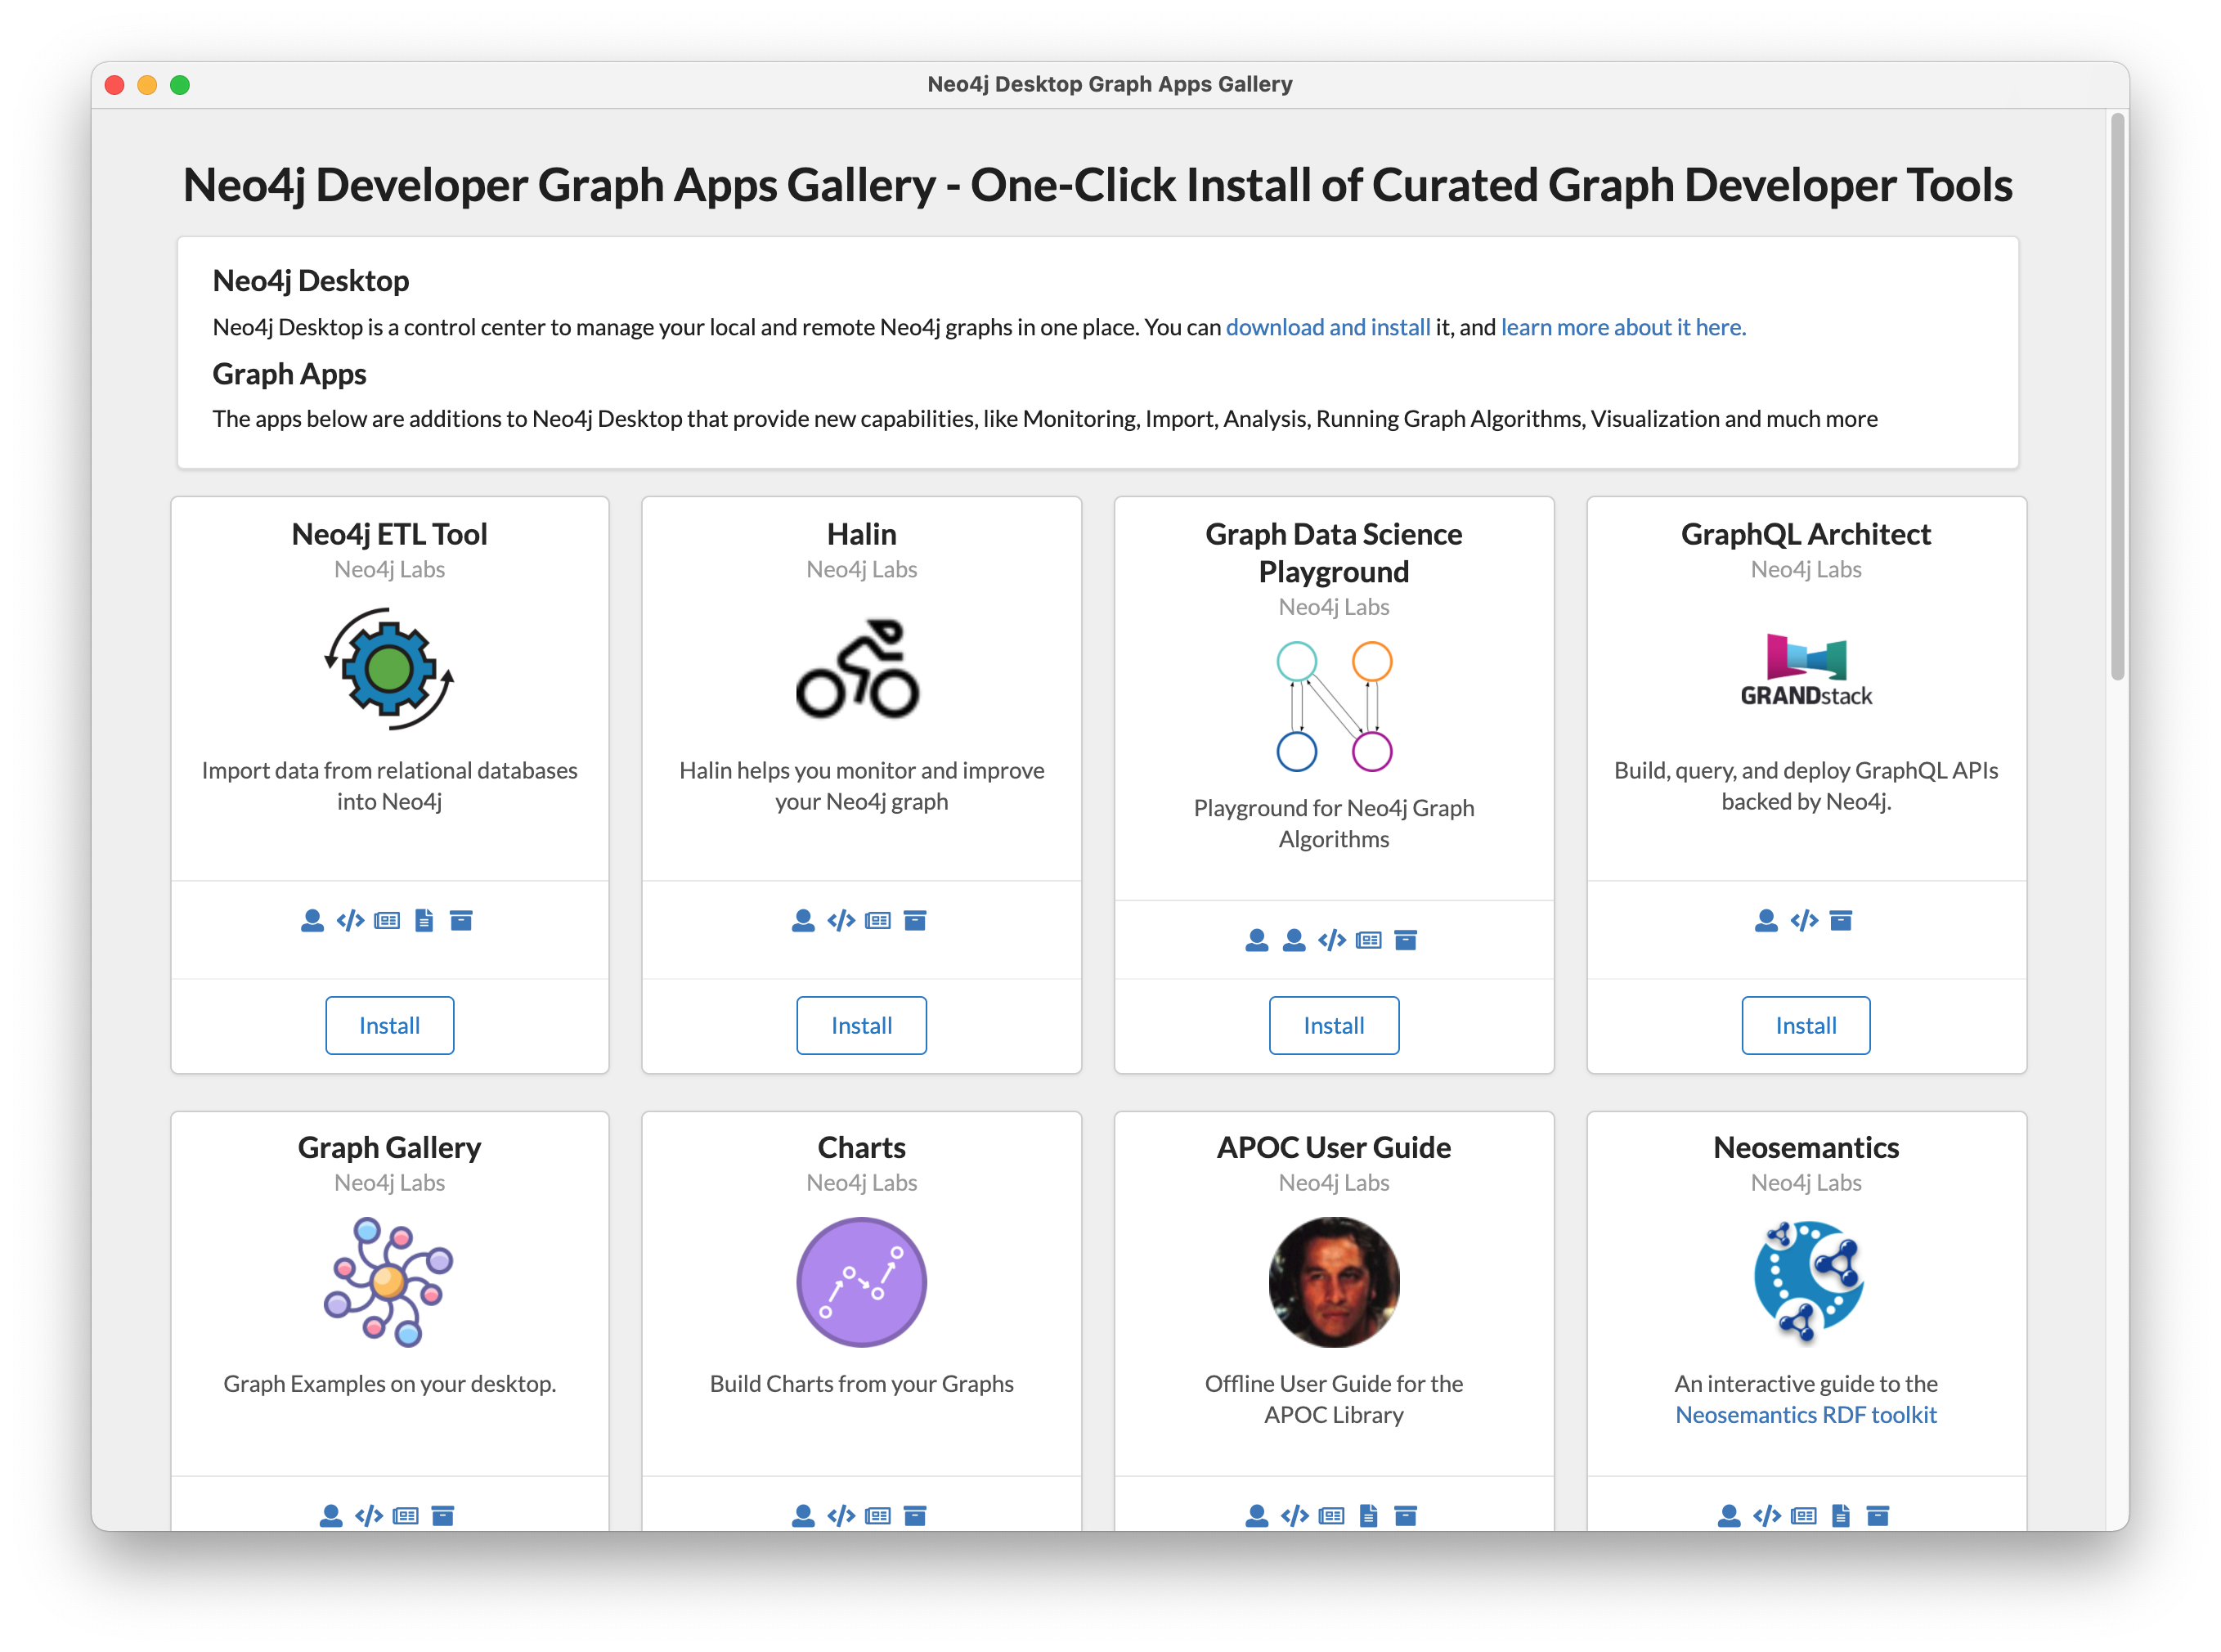 Neo4j Desktop Graph Apps Gallery
Neo4j Developer Graph Apps Gallery - One-Click Install of Curated Graph Developer Tools
Neo4j Desktop
Neo4j Desktop is a control center to manage your local and remote Neo4j graphs in one place. You can download and install it, and learn more about it here.
Graph Apps
The apps below are additions to Neo4j Desktop that provide new capabilities, like Monitoring, Import, Analysis, Running Graph Algorithms, Visualization and much more
Neo4j ETL Tool
Neo4j Labs
Import data from relational databases
into Neo4j
Install
Halin
Neo4j Labs
Halin helps you monitor and improve
your Neo4j graph
Install
Graph Data Science
Playground
Neo4j Labs
Playground for Neo4j Graph
Algorithms
Install
GraphQL Architect
Neo4j Labs
GRANDstack
Build, query, and deploy GraphQL APIs
backed by Neo4j.
Install
Graph Gallery
Neo4j Labs
Graph Examples on your desktop.
Charts
Neo4j Labs
Build Charts from your Graphs
APOC User Guide
Neo4j Labs
Offline User Guide for the
APOC Library
Neosemantics
Neo4j Labs
An interactive guide to the
Neosemantics RDF toolkit